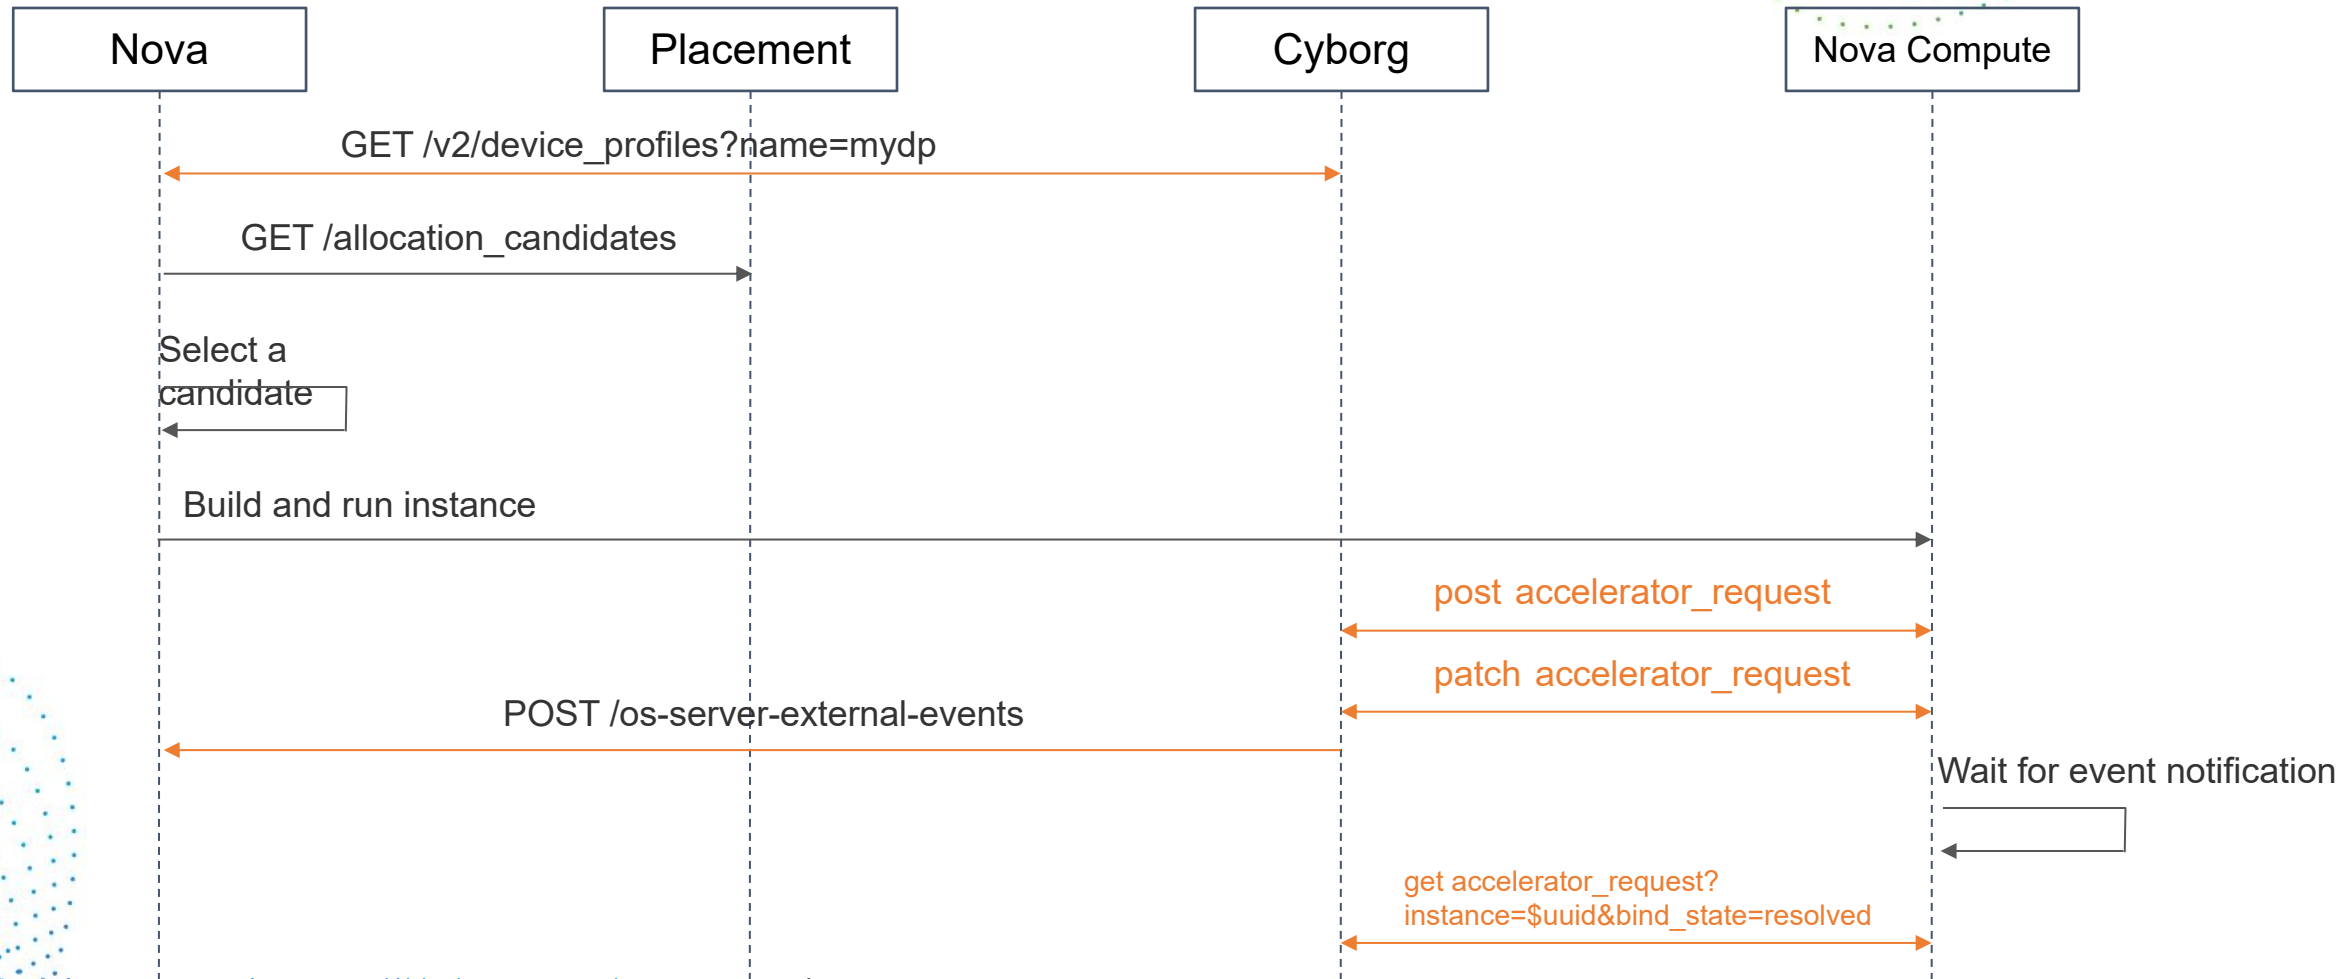 Nova
Placement
Cyborg
Nova Compute
GET /v2/device_profiles?name=mydp
GET /allocation_candidates
Select a
candidate
Build and run instance
post accelerator_request
patch accelerator_request
POST /os-server-external-events
Wait for event notification
get accelerator_request?
instance=$uuid&bind_state=resolved